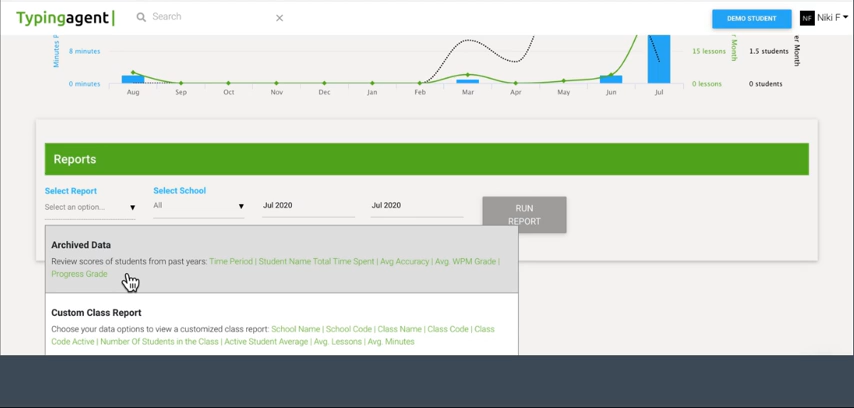 Typingagent|
Search
DEMO STUDENT
NF
Niki F
Minutes
8 minutes
0 minutes
Aug Sep Oct Nov Dec Jan Feb Mar Apr May Jun Jul
15 lessons
0 lessons
Month
1.5 students
0 students
er Month
Reports
Select Report
Select School
Select an option...
All
Jul 2020
Jul 2020
RUN
REPORT
Archived Data
Review scores of students from past years: Time Period | Student Name Total Time Spent | Avg Accuracy | Avg. WPM Grade |
Progress Grade
Custom Class Report
Choose your data options to view a customized class report: School Name | School Code | Class Name | Class Code | Class
Code Active | Number Of Students in the Class | Active Student Average | Avg. Lessons | Avg. Minutes